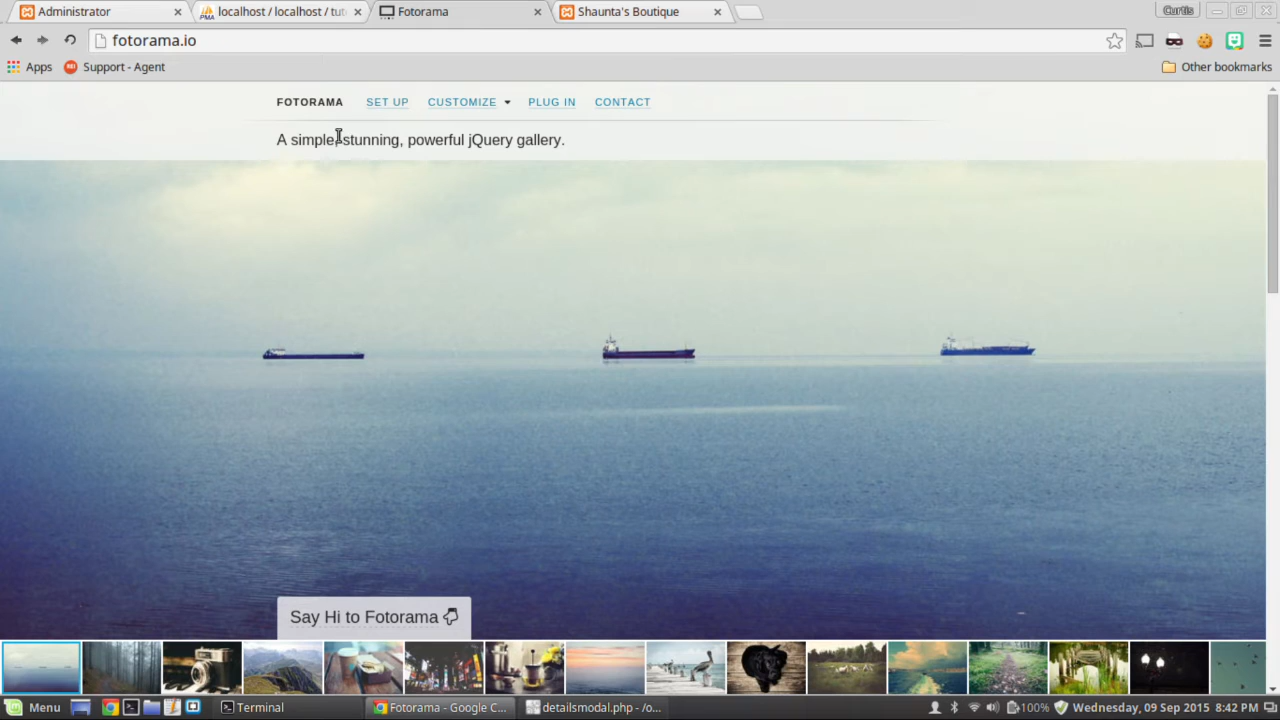 Administrator
localhost / localhost / tut
Fotorama
Shaunta's Boutique
Curtis
fotorama.io
Apps
Support - Agent
Other bookmarks
FOTORAMA
SET UP
CUSTOMIZE
PLUG IN
CONTACT
A simple, stunning, powerful jQuery gallery.
Say Hi to Fotorama
Menu
Terminal
Fotorama - Google C...
detailsmodal.php - /o...
100%
Wednesday, 09 Sep 2015
8:42 PM